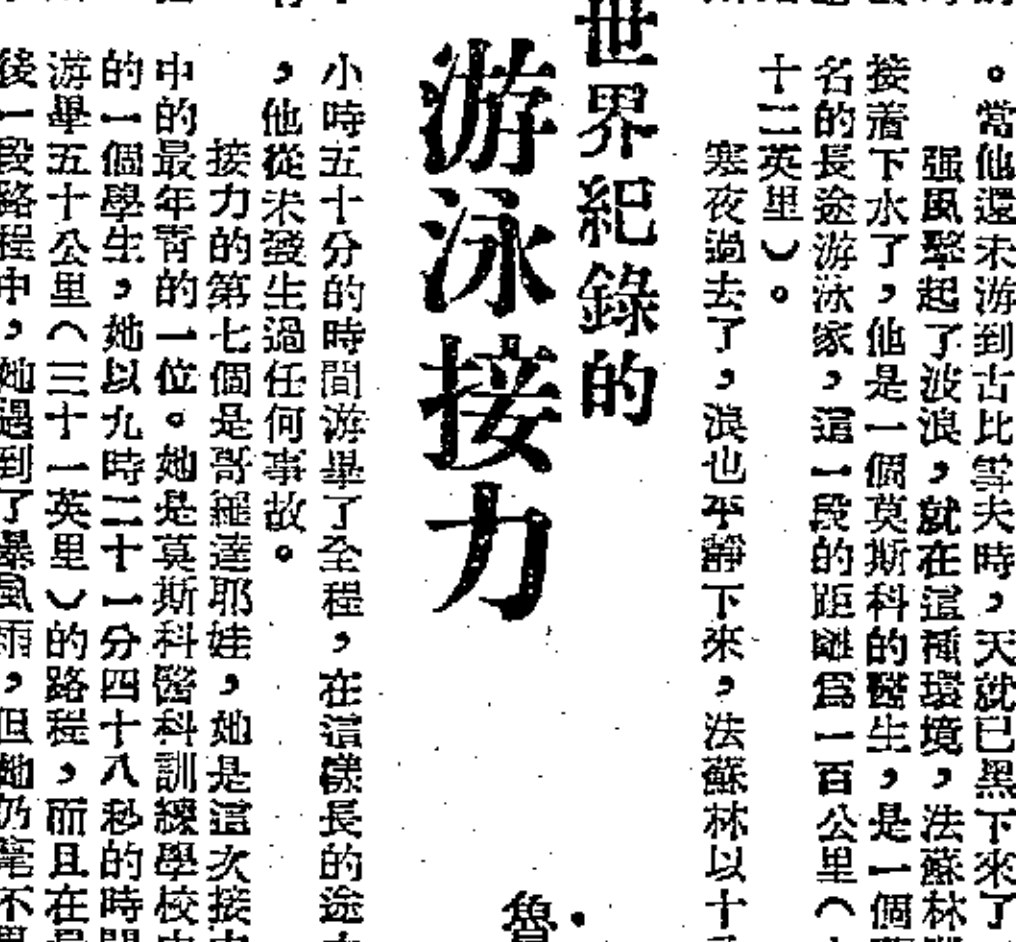 。常他還未游到古比雪夫時，天就已黑下來了
强風擊起了波浪，就在這種環境，法蘇林
接着下水了，他是一個莫斯科的醫生，是一個
名的長途游泳家，這一段的距離爲一百公里（
十二英里）。
寒夜過去了，浪也平靜下來，法蘇林以十
世界紀錄的
游泳接力
魯
小時五十分的時間游畢了全程，在這樣長的途
，他從未發生過任何事故。
接力的第七個是哥羅達耶娃，她是這次接
中的最年青的一位。她是莫斯科醫科訓練學校
的一個學生，她以九時二十一分四十八秒的時
游畢五十公里（三十一英里）的路程，而且在
後一段路程中，她遇到了暴風雨，但她仍毫不